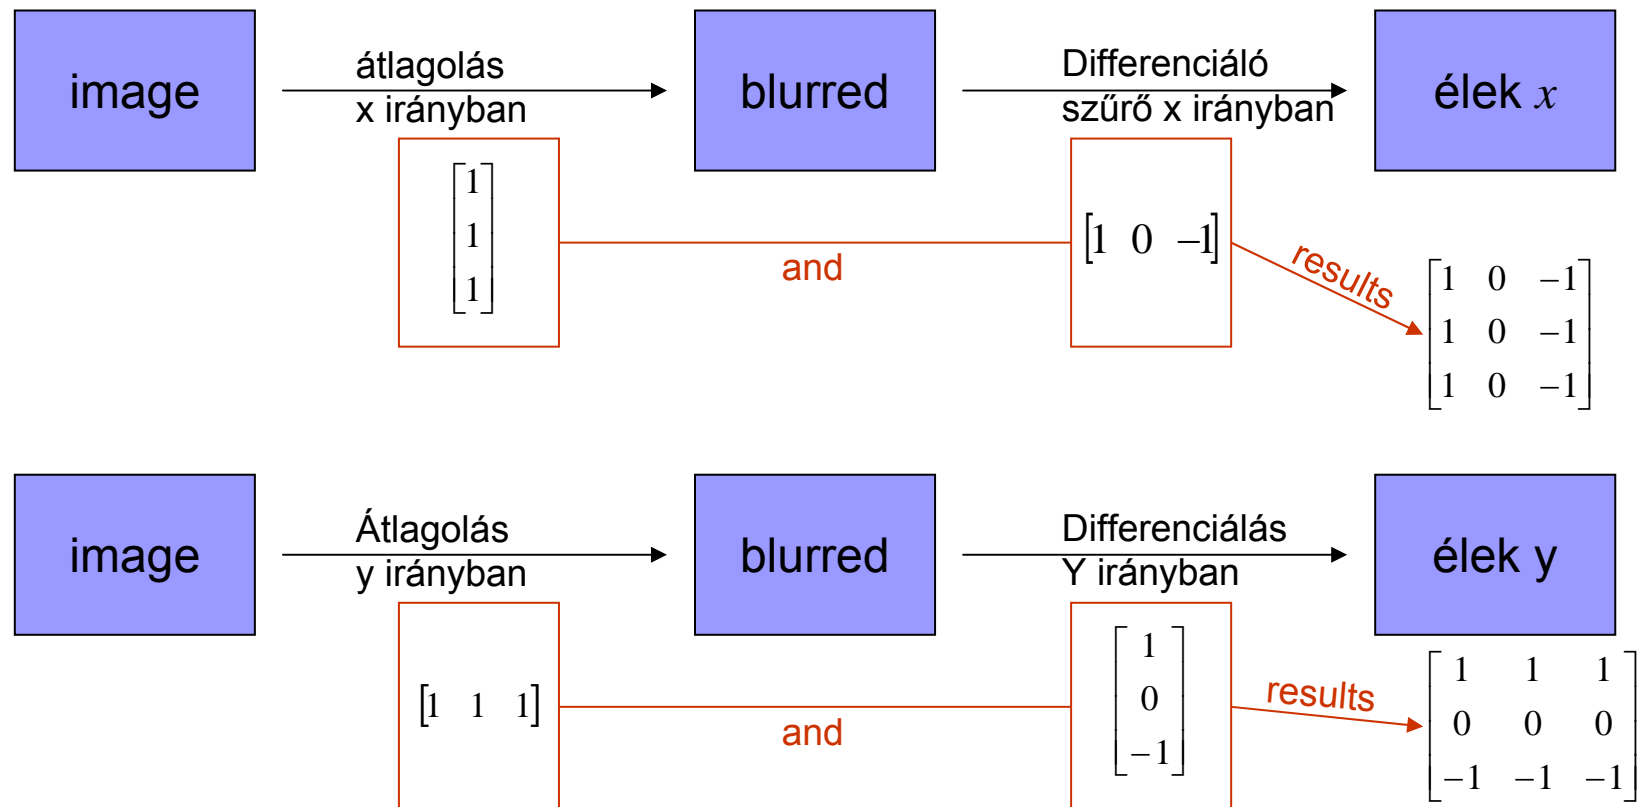 image
átlagolás
x irányban
blurred
Differenciáló
szűrő x irányban
élek x
1
1
1
and
[1 0 −1]
results
1 0 −1
1 0 −1
1 0 −1
image
Átlagolás
y irányban
blurred
Differenciálás
Y irányban
élek y
[1 1 1]
and
1
0
−1
results
1 1 1
0 0 0
−1 −1 −1